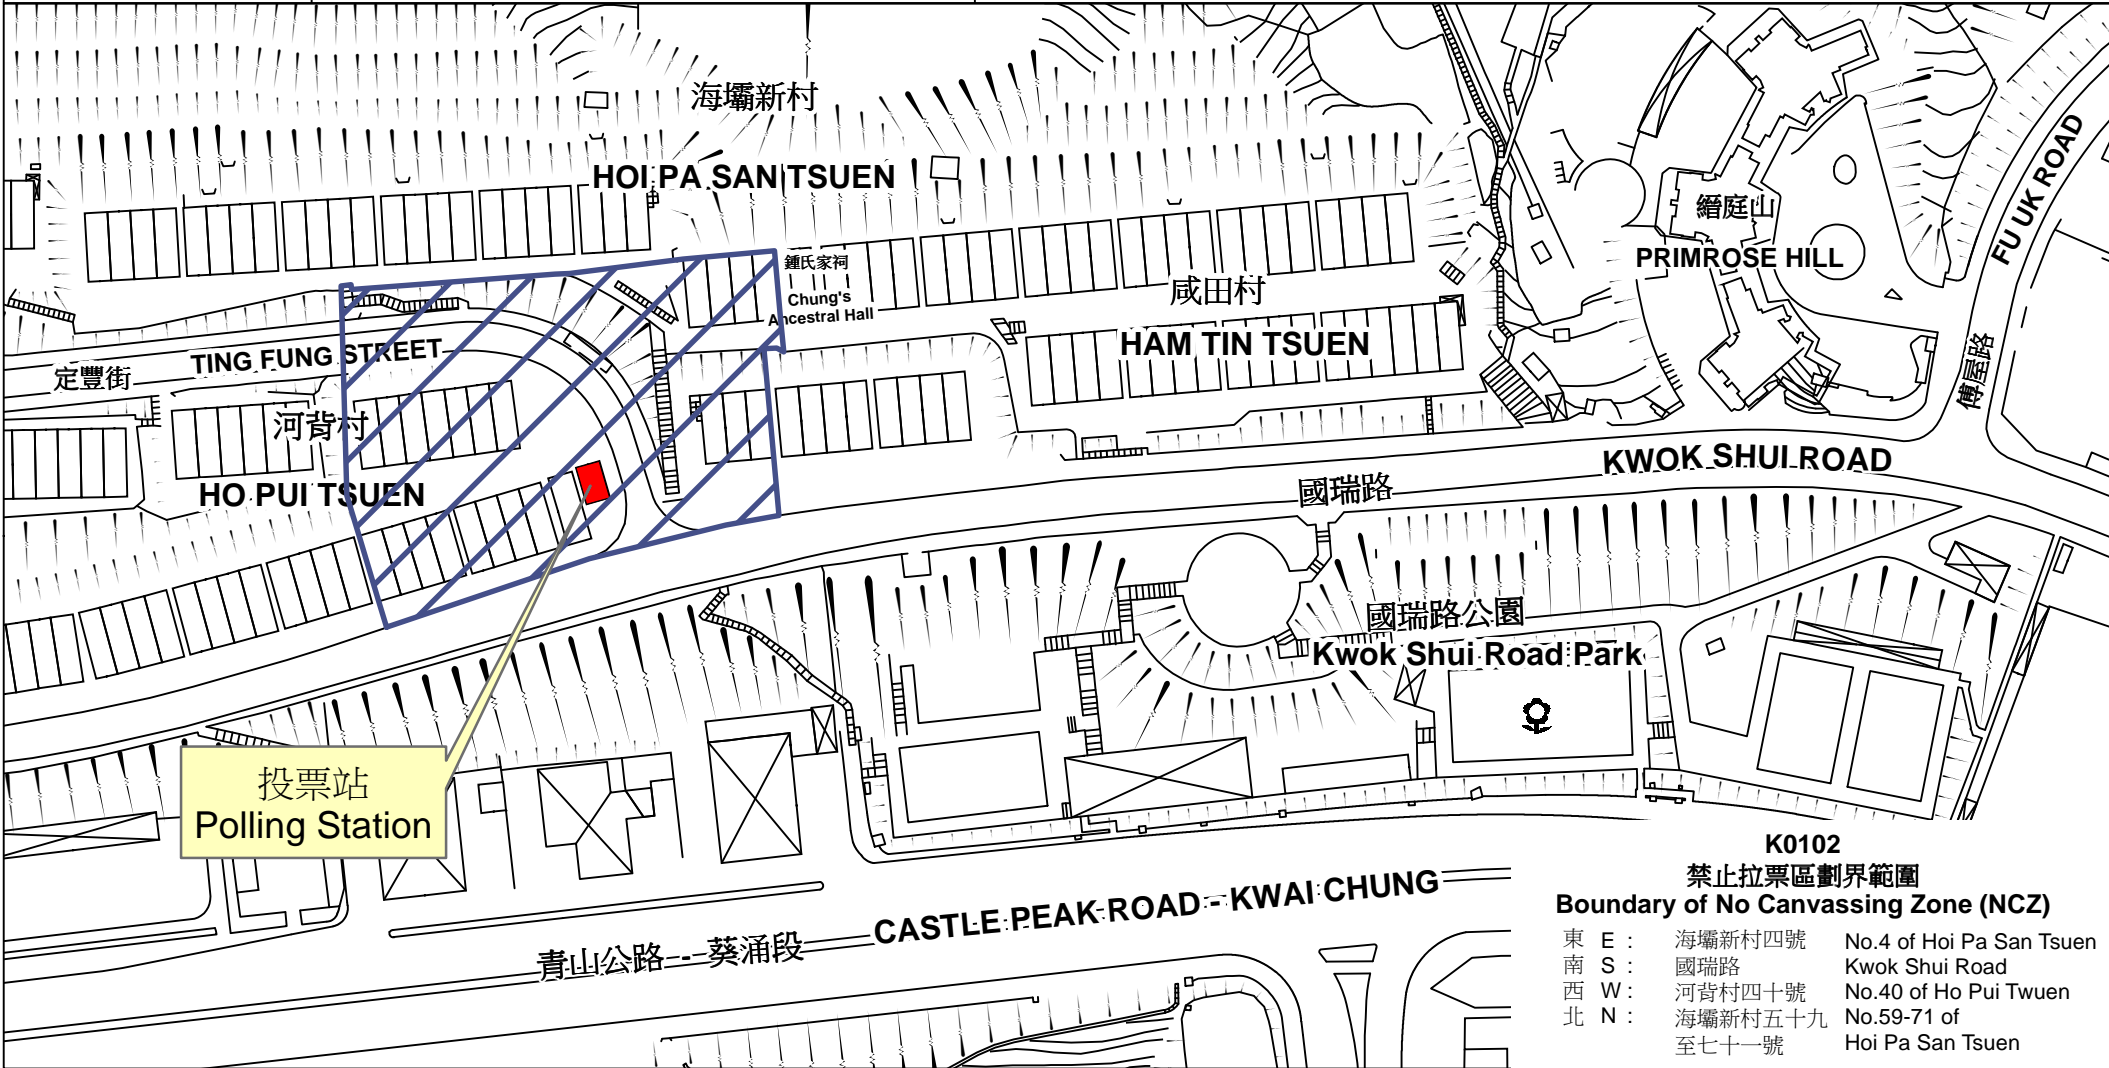 海壩新村
HOI PA SAN TSUEN
鍾氏家祠
Chung's
Ancestral Hall
咸田村
HAM TIN TSUEN
縉庭山
PRIMROSE HILL
FU UK ROAD
傅屋路
TING FUNG STREET
定豐街
河背村
HO PUI TSUEN
KWOK SHUI ROAD
國瑞路
國瑞路公園
Kwok Shui Road Park
投票站
Polling Station
CASTLE PEAK ROAD - KWAI CHUNG
青山公路 - 葵涌段
K0102
禁止拉票區劃界範圍
Boundary of No Canvassing Zone (NCZ)
東 E : 海壩新村四號 No.4 of Hoi Pa San Tsuen
南 S : 國瑞路 Kwok Shui Road
西 W : 河背村四十號 No.40 of Ho Pui Twuen
北 N : 海壩新村五十九 No.59-71 of
至七十一號 Hoi Pa San Tsuen